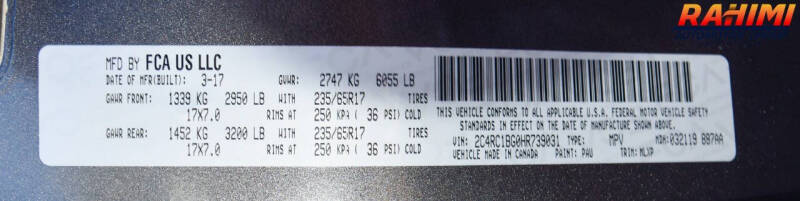 RAHIMI
MFD BY FCA US LLC
DATE OF MFR(BUILT): 3-17 GVWR: 2747 KG 6055 LB
GAWR FRONT: 1339 KG 2950 LB WITH 235/65R17 TIRES
17X7.0 RIMS AT 250 KPA ( 36 PSI) COLD
GAWR REAR: 1452 KG 3200 LB WITH 235/65R17 TIRES
17X7.0 RIMS AT 250 KPA ( 36 PSI) COLD
THIS VEHICLE CONFORMS TO ALL APPLICABLE U.S.A. FEDERAL MOTOR VEHICLE SAFETY
STANDARDS IN EFFECT ON THE DATE OF MANUFACTURE SHOWN ABOVE.
VIN: 2C4RC1BG0HR739031 TYPE: MPV MDH:032119 887AA
VEHICLE MADE IN CANADA PAINT: PAU TRIM: MLXP